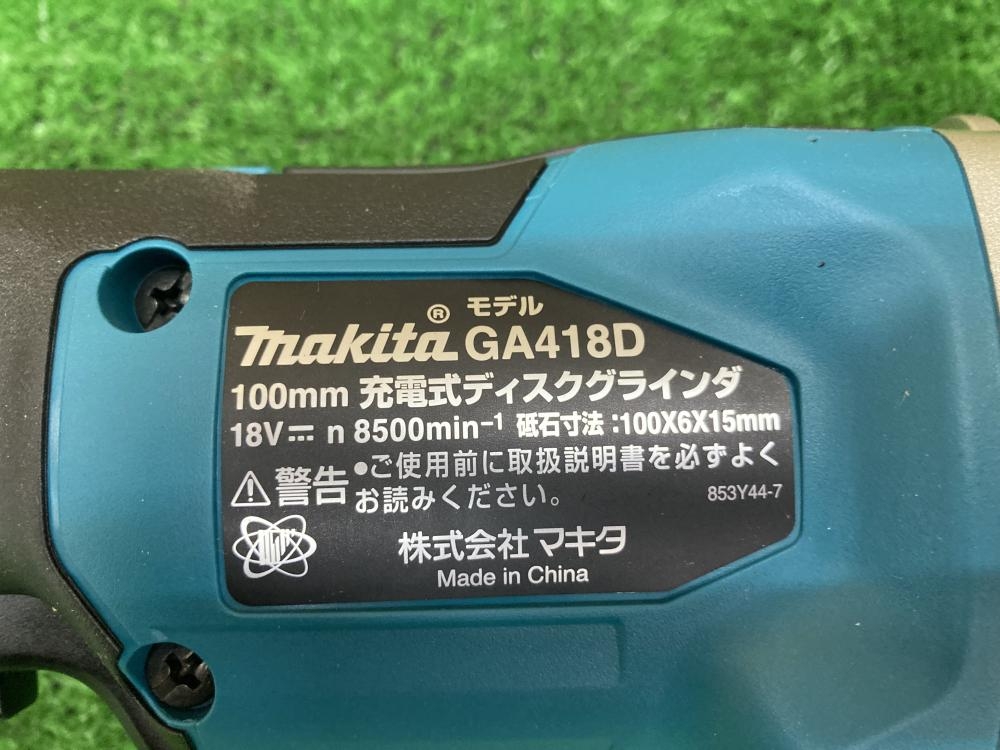 モデル
makita® GA418D
100mm 充電式ディスクグラインダ
18V⎓ n 8500min⁻¹ 砥石寸法:100X6X15mm
警告 ●ご使用前に取扱説明書を必ずよく
お読みください。
853Y44-7
株式会社マキタ
Made in China